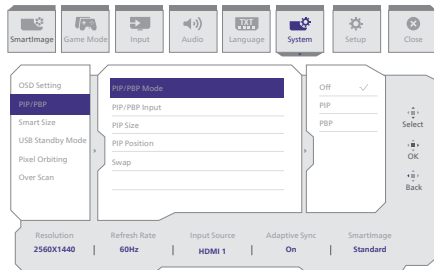 TXT
SmartImage Game Mode Input Audio Language System Setup Close
OSD Setting
PIP/PBP
Smart Size
USB Standby Mode
Pixel Orbiting
Over Scan
PIP/PBP Mode
PIP/PBP Input
PIP Size
PIP Position
Swap
Off
PIP
PBP
Select
OK
Back
Resolution Refresh Rate Input Source Adaptive Sync SmartImage
2560X1440 | 60Hz | HDMI 1 | On | Standard